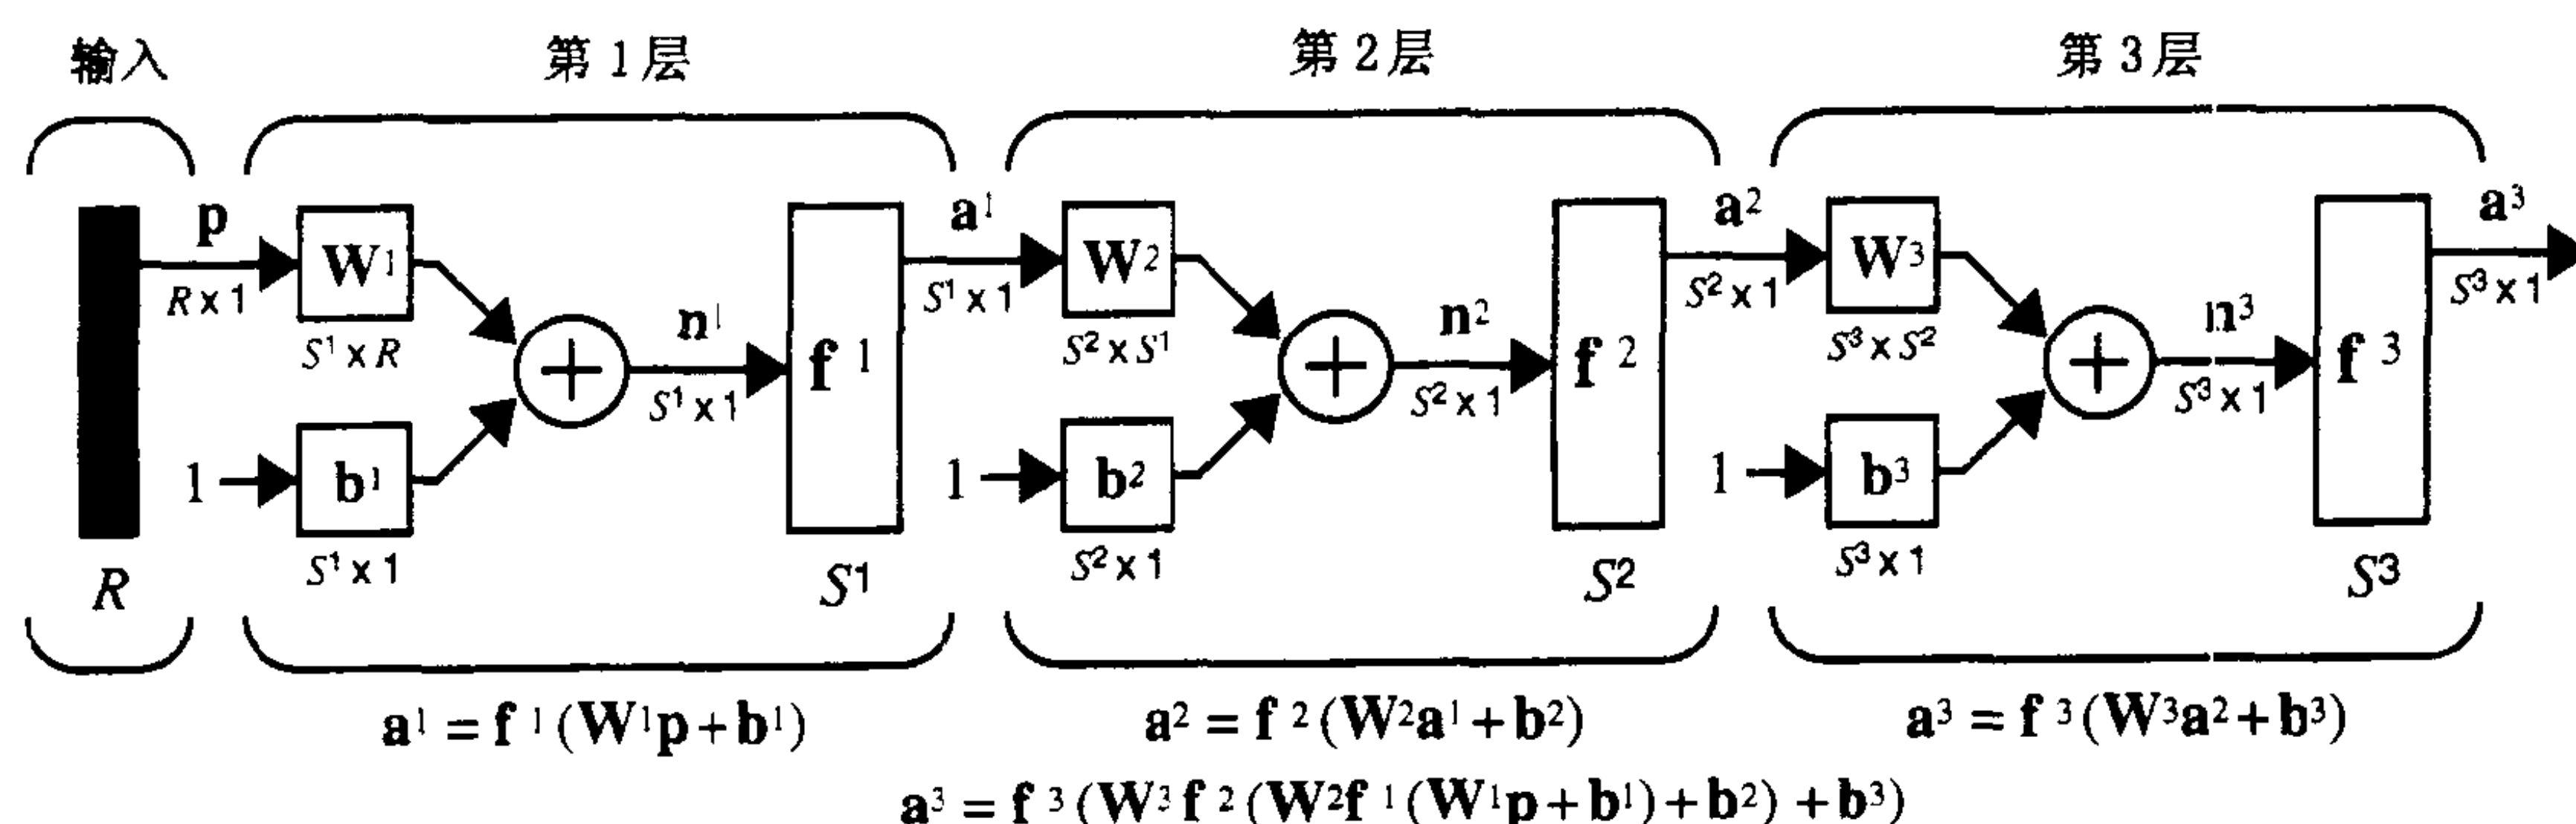 输入 第 1 层 第 2 层 第 3 层
p a¹ a² a³
W¹ W² W³
R x 1 S¹ x 1 S² x 1 S³ x 1
n¹ n² n³
S¹ x R S² x S¹ S³ x S²
+ f ¹ + f ² + f ³
S¹ x 1 S² x 1 S³ x 1
1 b¹ 1 b² 1 b³
S¹ x 1 S² x 1 S³ x 1
R S¹ S² S³
a¹ = f ¹ (W¹p + b¹) a² = f ² (W²a¹ + b²) a³ = f ³ (W³a² + b³)
a³ = f ³ (W³ f ² (W²f ¹ (W¹p + b¹) + b²) + b³)